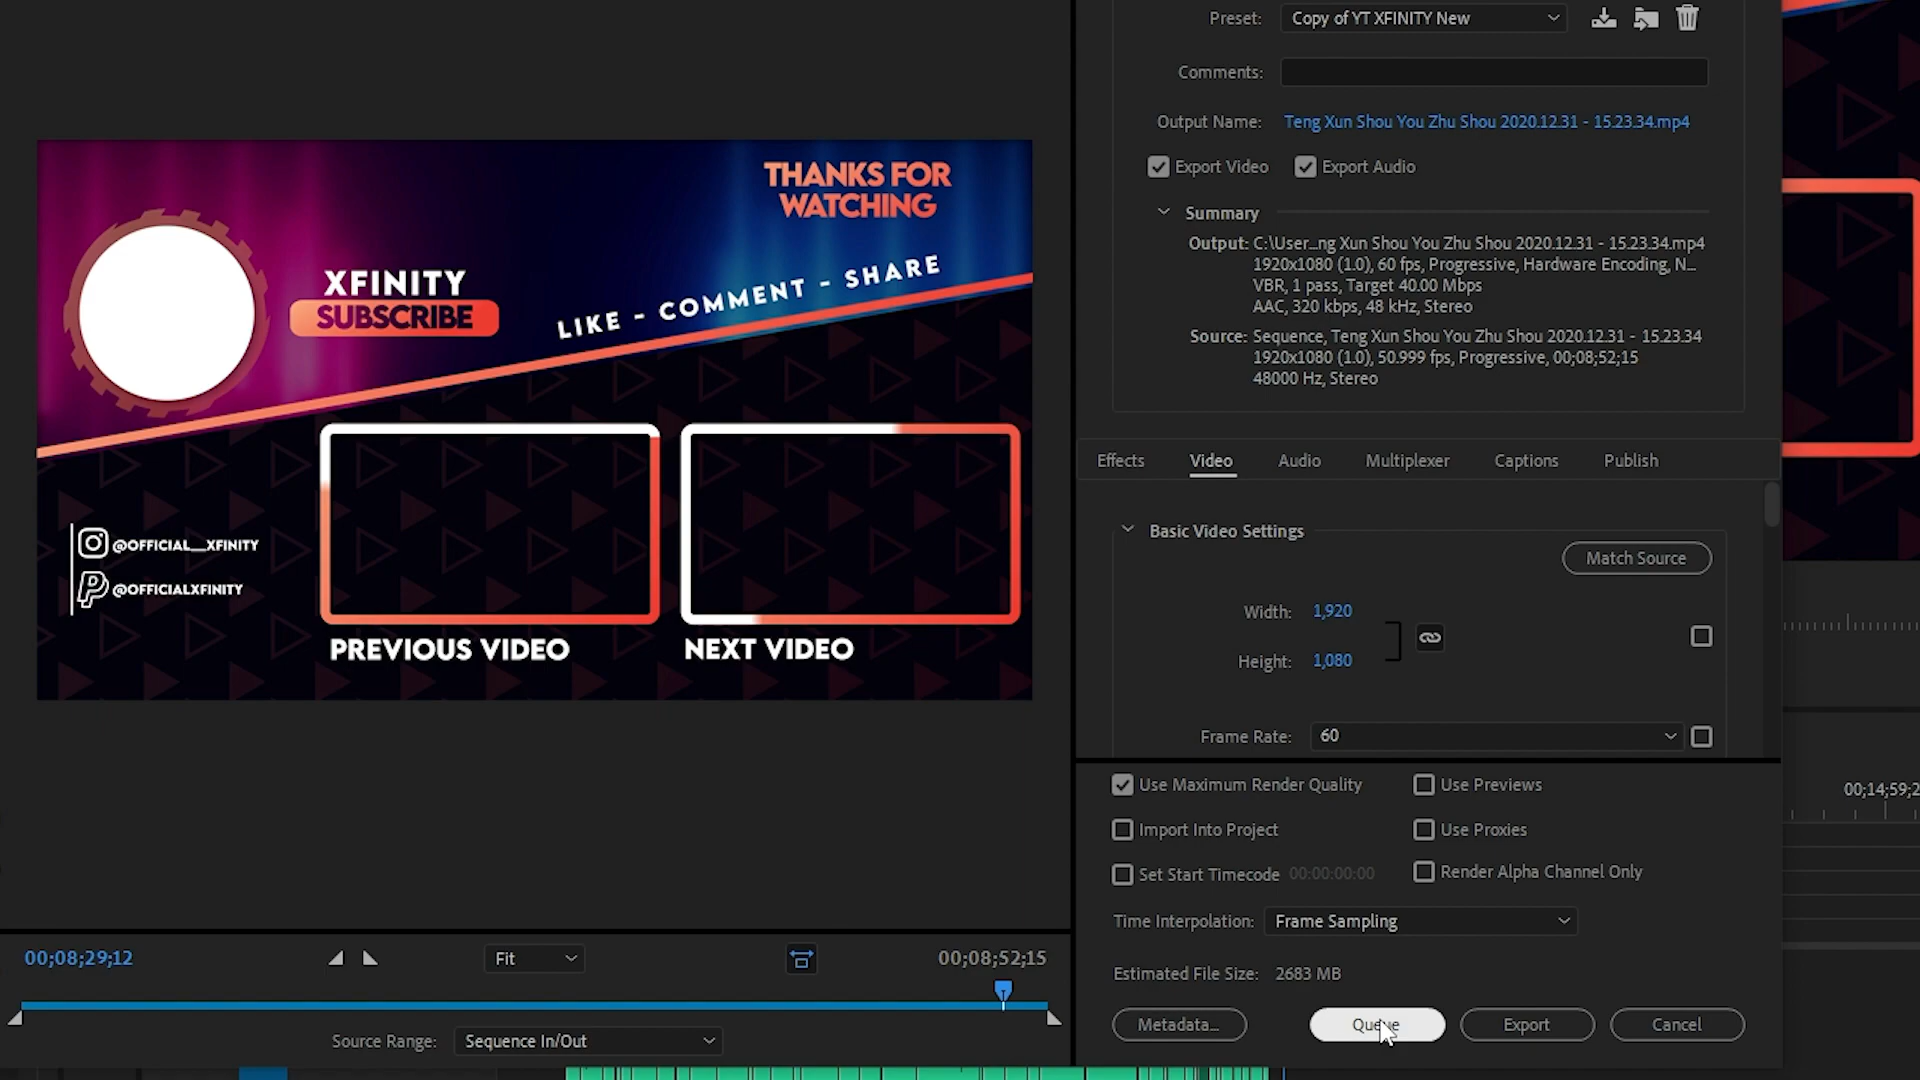 Preset: Copy of YT XFINITY New
Comments:
Output Name: Teng Xun Shou You Zhu Shou 2020.12.31 - 15.23.34.mp4
Export Video Export Audio
Summary
Output: C:\User...ng Xun Shou You Zhu Shou 2020.12.31 - 15.23.34.mp4
1920x1080 (1.0), 60 fps, Progressive, Hardware Encoding, N...
VBR, 1 pass, Target 40.00 Mbps
AAC, 320 kbps, 48 kHz, Stereo
Source: Sequence, Teng Xun Shou You Zhu Shou 2020.12.31 - 15.23.34
1920x1080 (1.0), 50.999 fps, Progressive, 00;08;52;15
48000 Hz, Stereo
THANKS FOR
WATCHING
XFINITY
SUBSCRIBE
LIKE - COMMENT - SHARE
@OFFICIAL__XFINITY
@OFFICIALXFINITY
PREVIOUS VIDEO
NEXT VIDEO
Effects Video Audio Multiplexer Captions Publish
Basic Video Settings
Match Source
Width: 1,920
Height: 1,080
Frame Rate: 60
Use Maximum Render Quality Use Previews
Import Into Project Use Proxies
Set Start Timecode 00:00:00:00 Render Alpha Channel Only
Time Interpolation: Frame Sampling
Estimated File Size: 2683 MB
Metadata... Queue Export Cancel
00;08;29;12 Fit 00;08;52;15
Source Range: Sequence In/Out